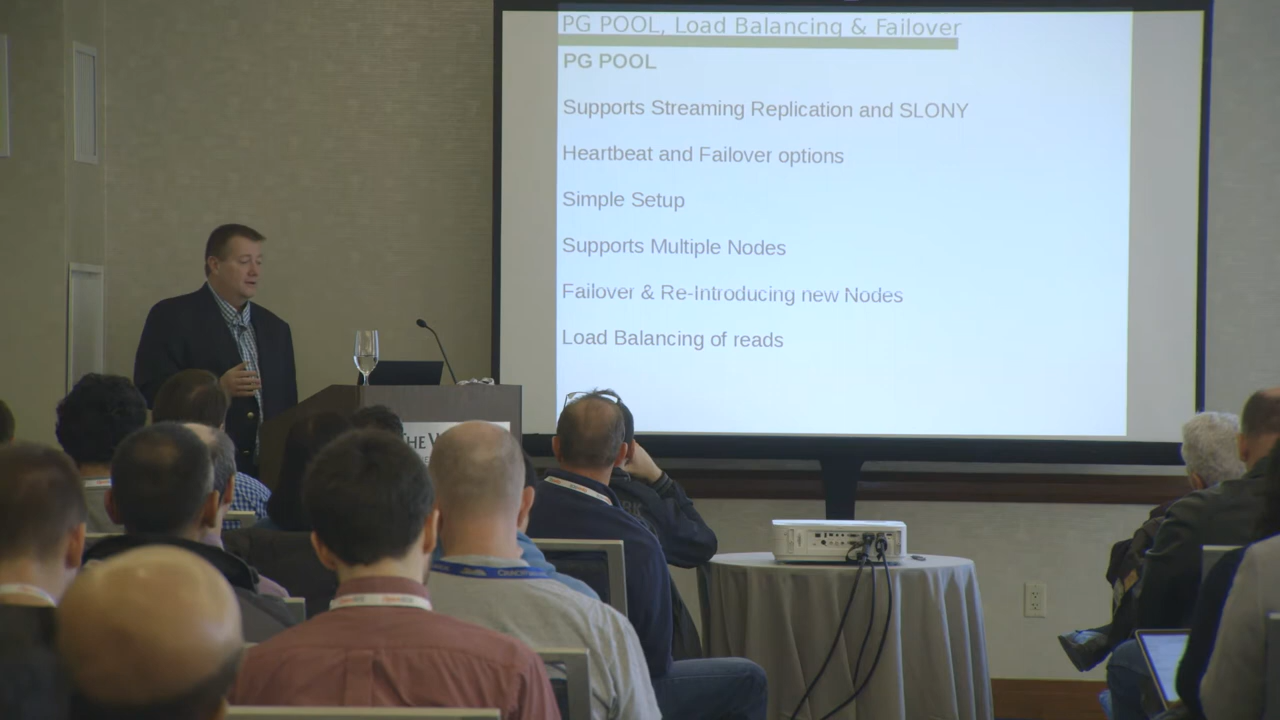 PG POOL, Load Balancing & Failover
PG POOL
Supports Streaming Replication and SLONY
Heartbeat and Failover options
Simple Setup
Supports Multiple Nodes
Failover & Re-Introducing new Nodes
Load Balancing of reads
THE